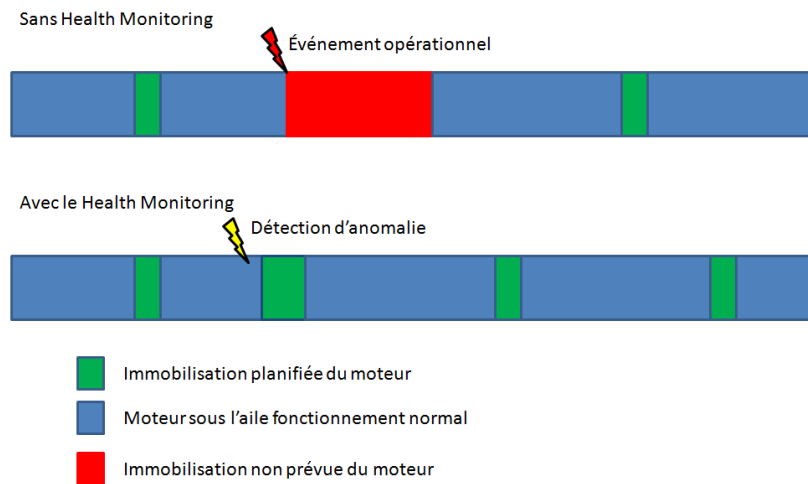 Sans Health Monitoring
Événement opérationnel
Avec le Health Monitoring
Détection d'anomalie
Immobilisation planifiée du moteur
Moteur sous l'aile fonctionnement normal
Immobilisation non prévue du moteur